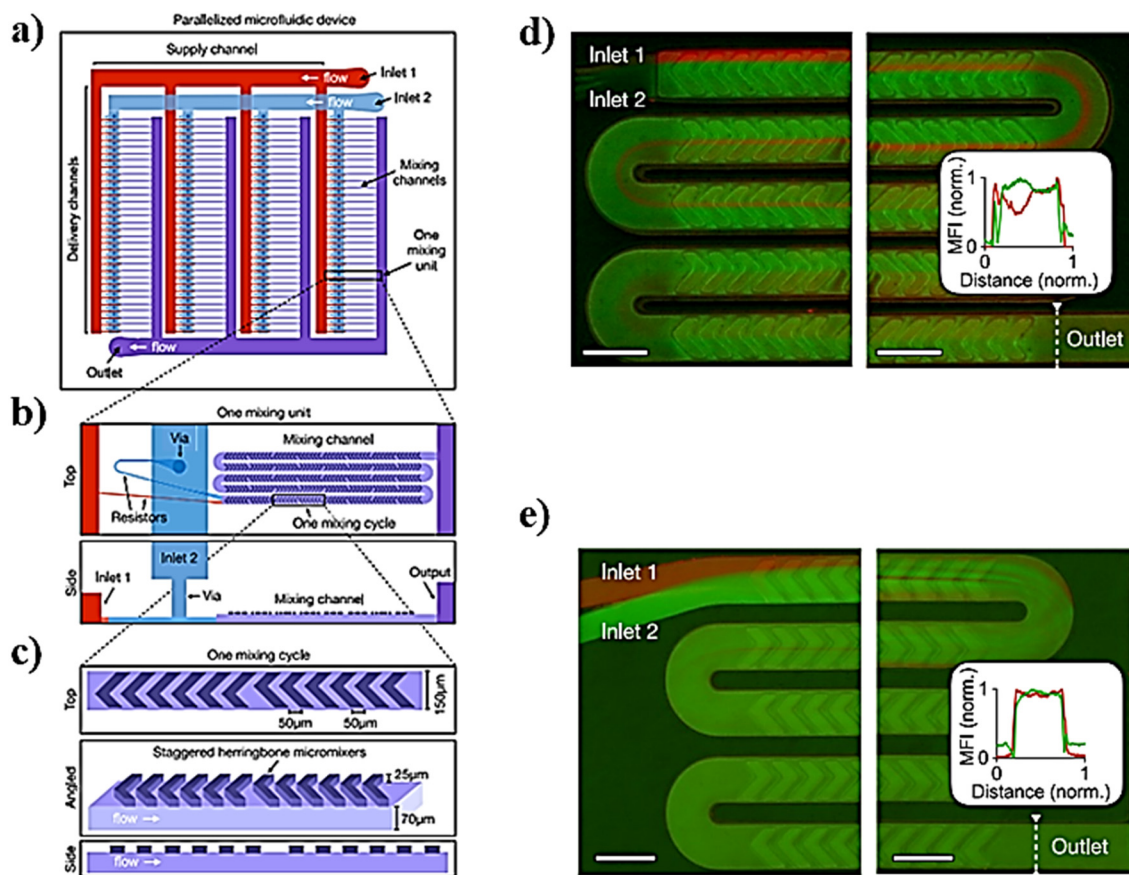 a)
Parallelized microfluidic device
Supply channel
flow
Inlet 1
flow
Inlet 2
Delivery channels
Mixing channels
One mixing unit
flow
Outlet
b)
One mixing unit
Top
Via
Mixing channel
Resistors
One mixing cycle
Side
Inlet 2
Output
Inlet 1
Via
Mixing channel
c)
One mixing cycle
Top
150µm
50µm
50µm
Staggered herringbone micromixers
Angled
25µm
flow
70µm
Side
flow
d)
Inlet 1
Inlet 2
MFI (norm.)
1
0
0
1
Distance (norm.)
Outlet
e)
Inlet 1
Inlet 2
MFI (norm.)
1
0
0
1
Distance (norm.)
Outlet